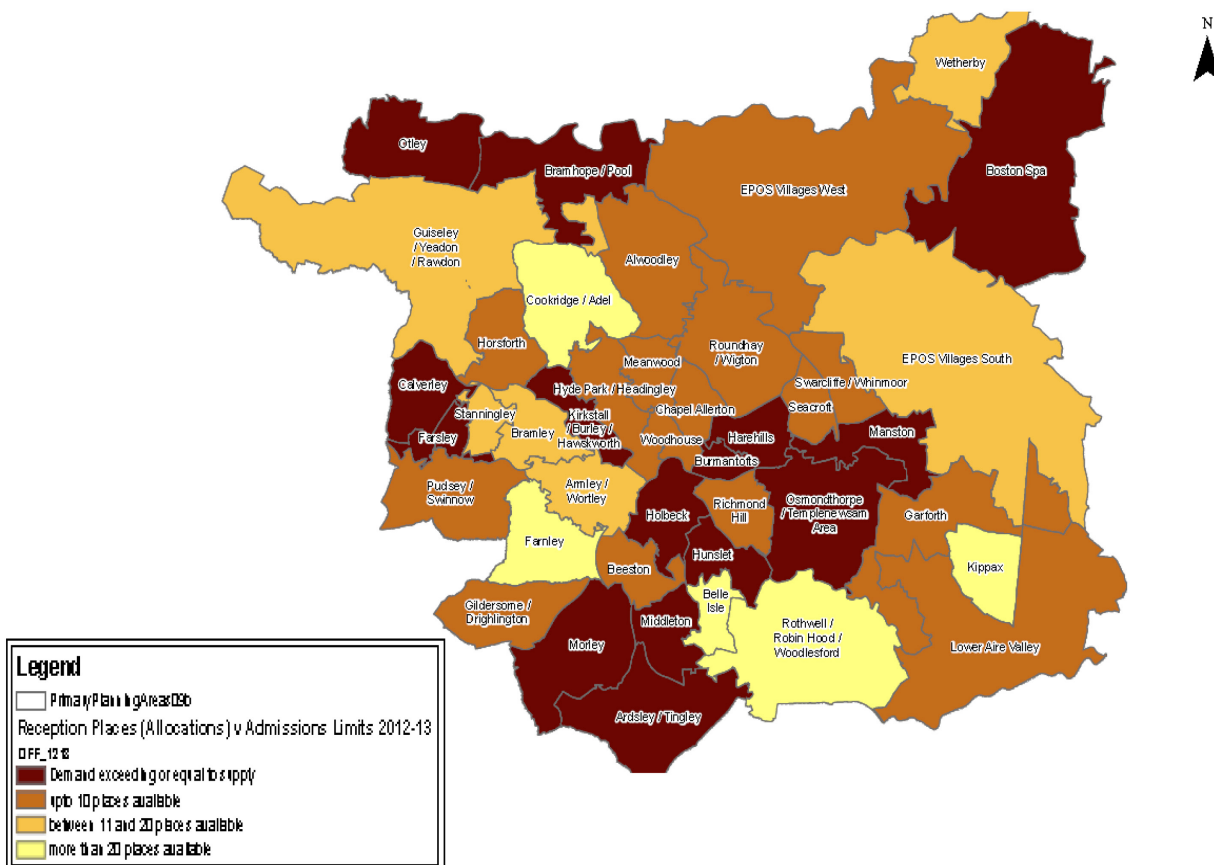 N
Wetherby
Otley
Bramhope / Pool
Boston Spa
EPOS Villages West
Guiseley
/ Yeadon
/ Rawdon
Alwoodley
Cookridge / Adel
Horsforth
Meanwood
Roundhay
/ Wigton
EPOS Villages South
Calverley
Hyde Park / Headingley
Swarcliffe / Whinmoor
Stanningley
Kirkstall
/ Burley /
Hawskworth
Chapel Allerton
Seacroft
Farsley
Bramley
Woodhouse
Harehills
Manston
Burmantofts
Pudsey /
Swinnow
Armley /
Wortley
Holbeck
Richmond
Hill
Osmondthorpe
/ Templenewsam
Area
Garforth
Farnley
Beeston
Hunslet
Kippax
Gildersome /
Drighlington
Belle
Isle
Middleton
Rothwell /
Robin Hood /
Woodlesford
Morley
Lower Aire Valley
Ardsley / Tingley
Legend
PrimaryPlanningAreas09b
Reception Places (Allocations) v Admissions Limits 2012-13
DFF_1213
Demand exceeding or equal to supply
upto 10 places available
between 11 and 20 places available
more than 20 places available